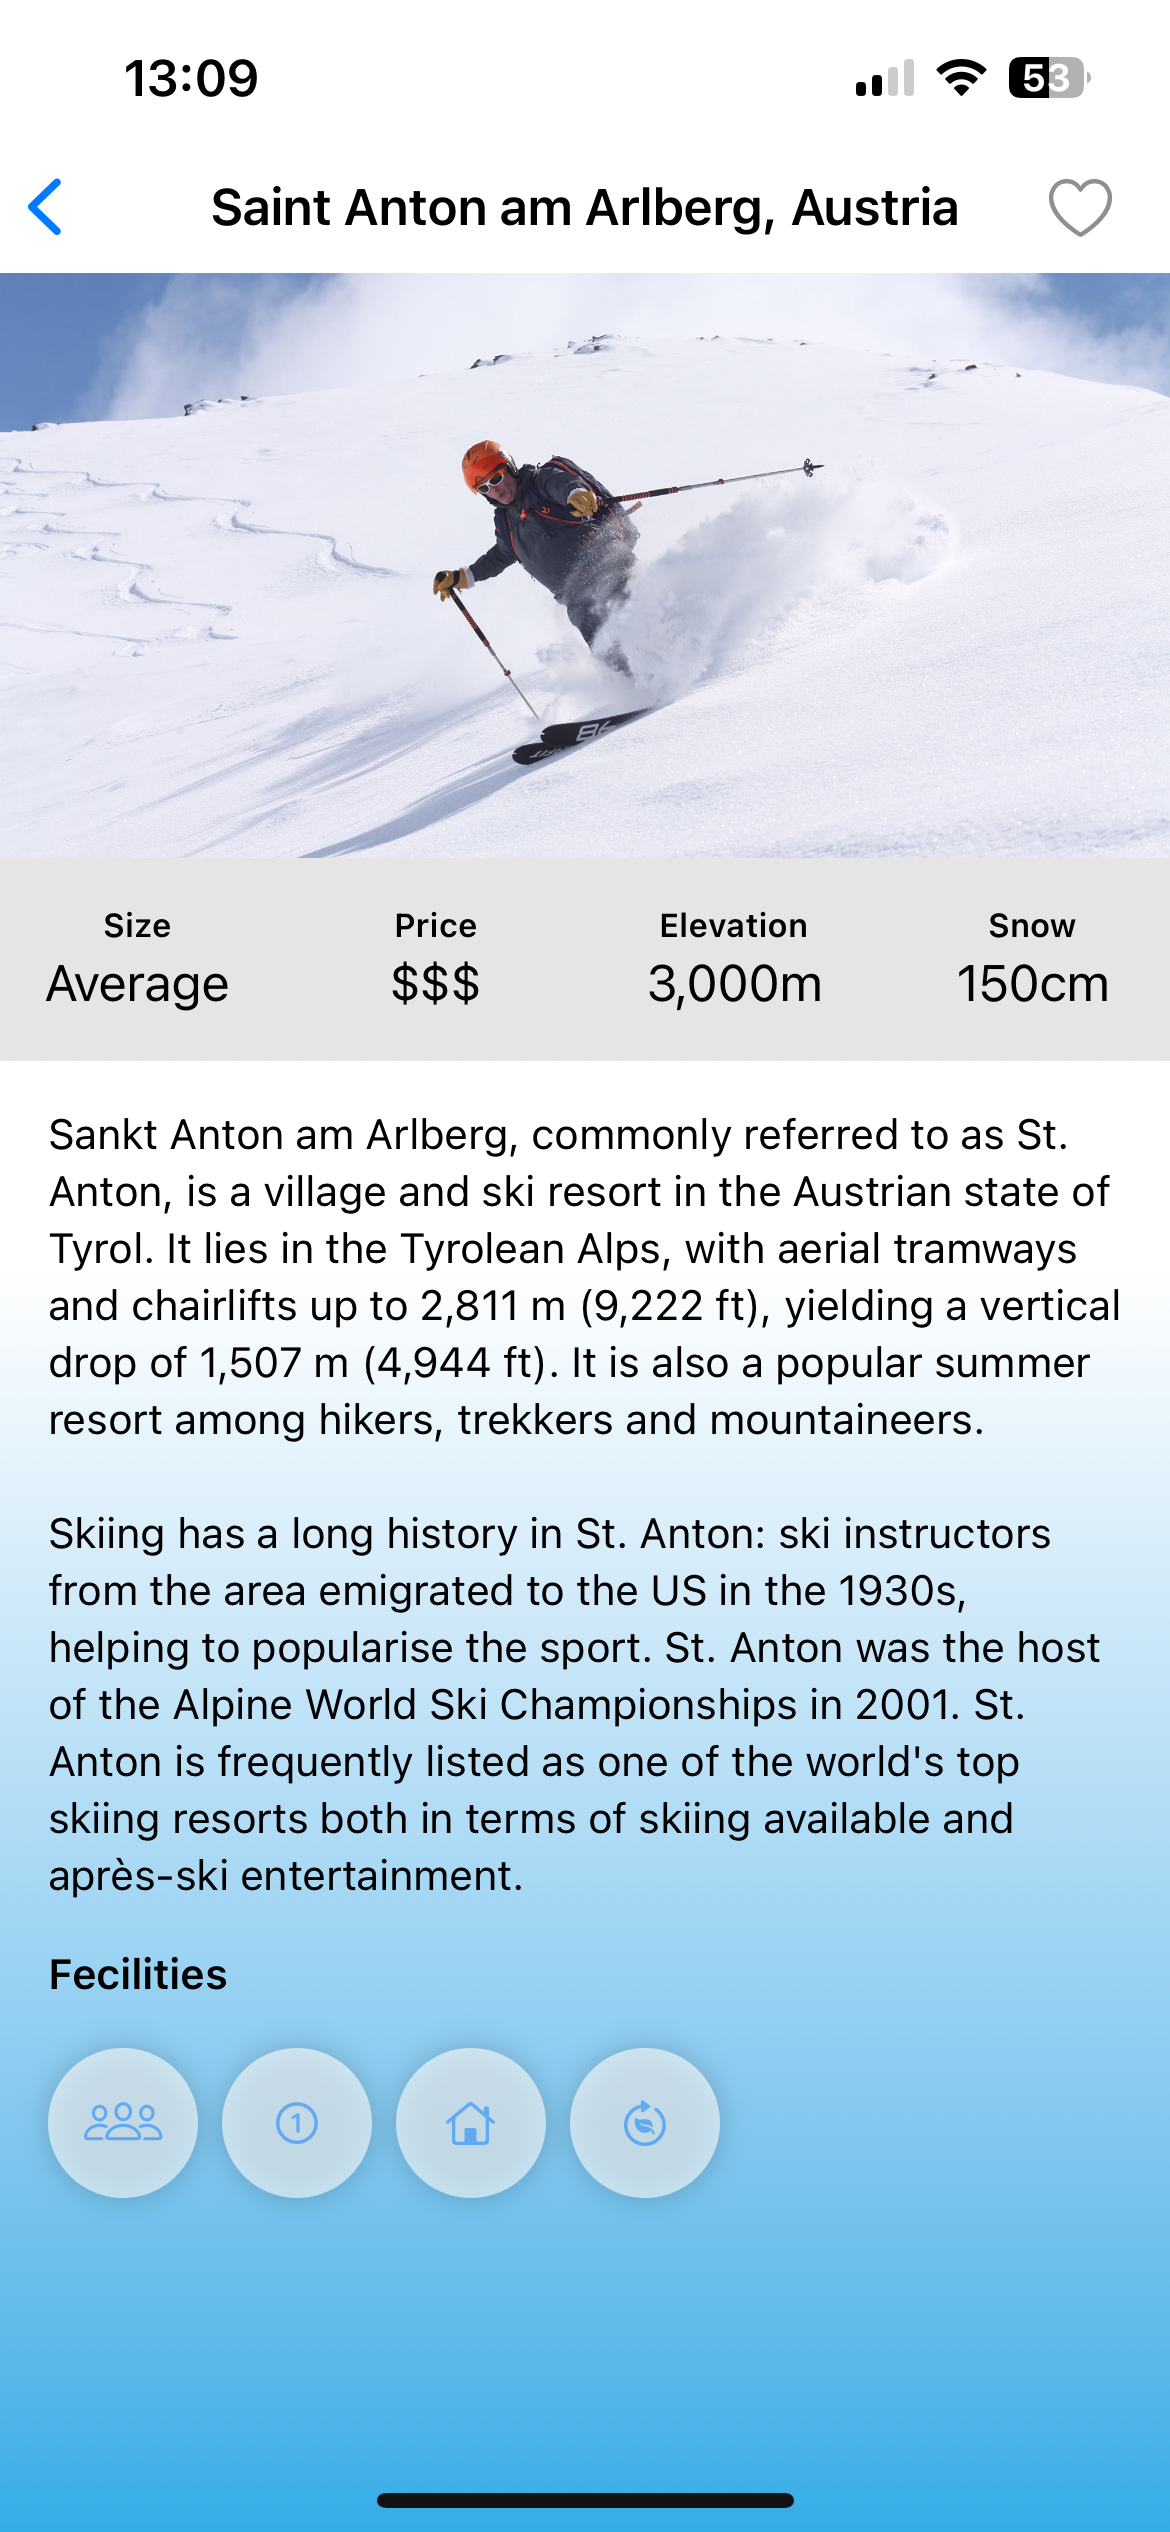 13:09
53
Saint Anton am Arlberg, Austria
86
Size Price Elevation Snow
Average $$$ 3,000m 150cm
Sankt Anton am Arlberg, commonly referred to as St.
Anton, is a village and ski resort in the Austrian state of
Tyrol. It lies in the Tyrolean Alps, with aerial tramways
and chairlifts up to 2,811 m (9,222 ft), yielding a vertical
drop of 1,507 m (4,944 ft). It is also a popular summer
resort among hikers, trekkers and mountaineers.
Skiing has a long history in St. Anton: ski instructors
from the area emigrated to the US in the 1930s,
helping to popularise the sport. St. Anton was the host
of the Alpine World Ski Championships in 2001. St.
Anton is frequently listed as one of the world's top
skiing resorts both in terms of skiing available and
après-ski entertainment.
Fecilities
1